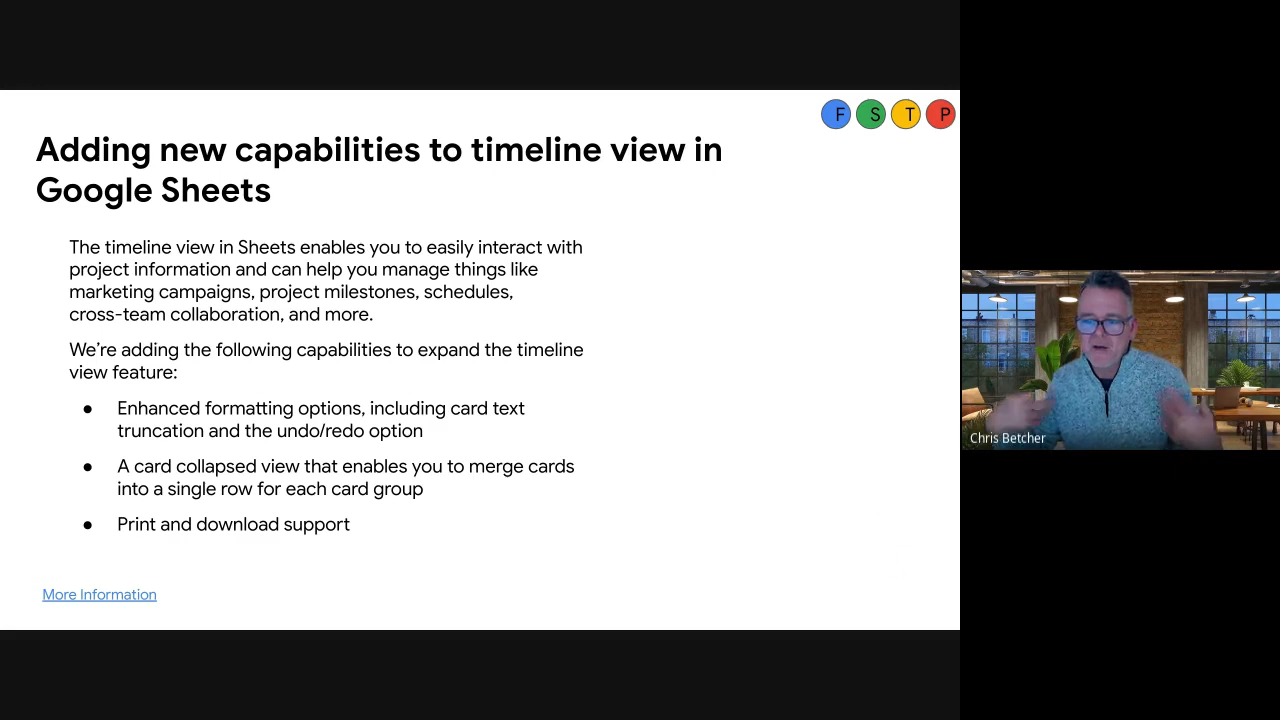 F S T P
Adding new capabilities to timeline view in
Google Sheets
The timeline view in Sheets enables you to easily interact with
project information and can help you manage things like
marketing campaigns, project milestones, schedules,
cross-team collaboration, and more.
We’re adding the following capabilities to expand the timeline
view feature:
● Enhanced formatting options, including card text
truncation and the undo/redo option
● A card collapsed view that enables you to merge cards
into a single row for each card group
● Print and download support
More Information
Chris Betcher